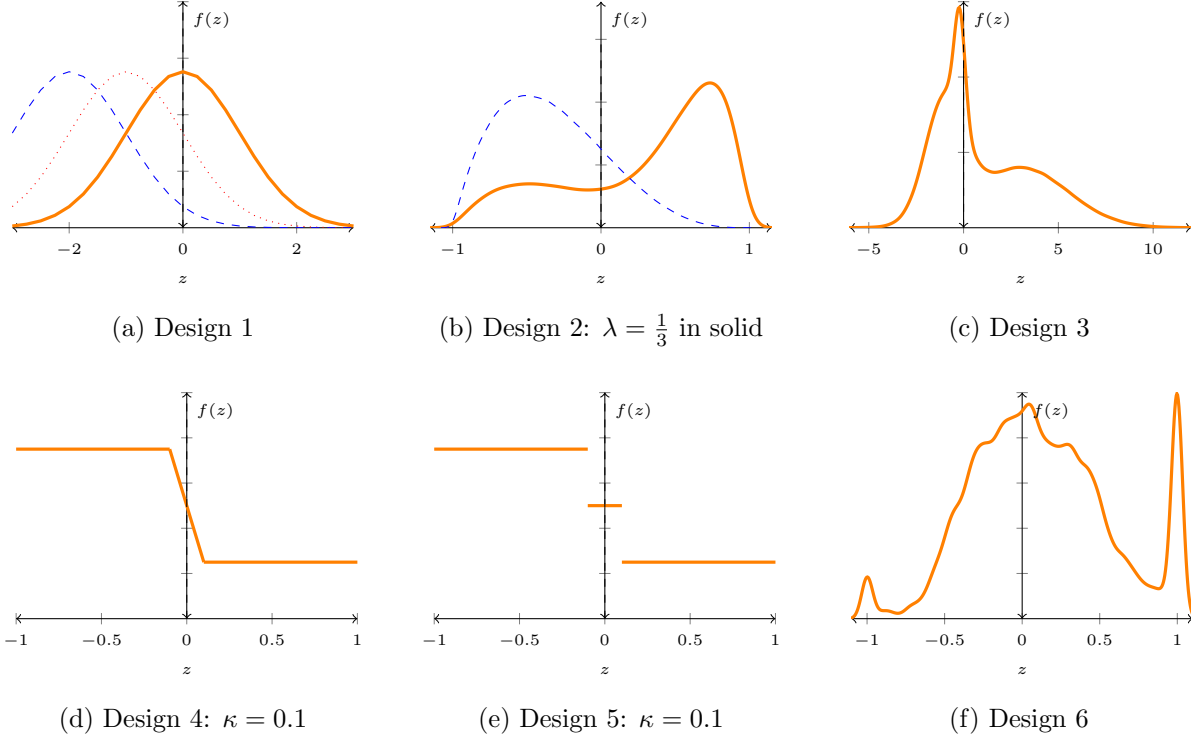 f(z)
−2
0
2
z
(a) Design 1
f(z)
−1
0
1
z
(b) Design 2: λ = 1/3 in solid
f(z)
−5
0
5
10
z
(c) Design 3
f(z)
−1
−0.5
0
0.5
1
z
(d) Design 4: κ = 0.1
f(z)
−1
−0.5
0
0.5
1
z
(e) Design 5: κ = 0.1
f(z)
−1
−0.5
0
0.5
1
z
(f) Design 6